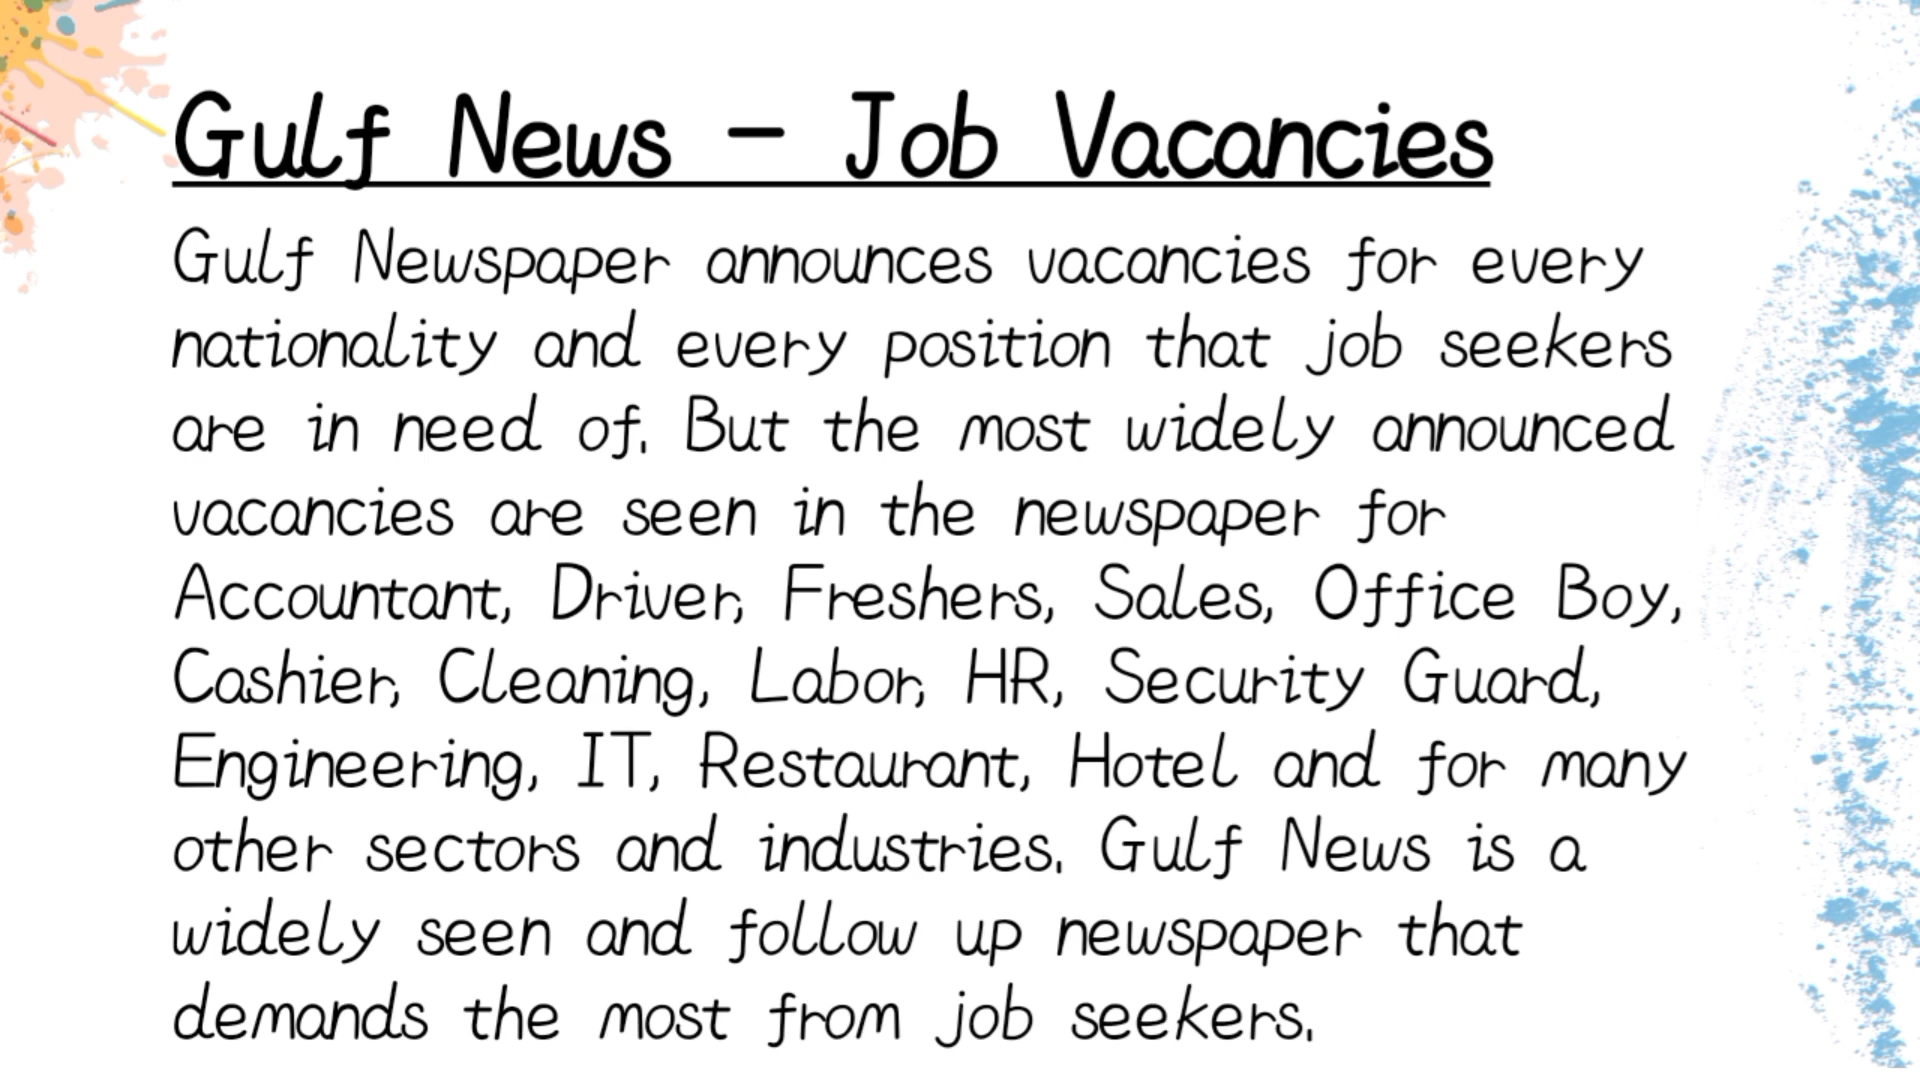 Gulf News - Job Vacancies
Gulf Newspaper announces vacancies for every
nationality and every position that job seekers
are in need of. But the most widely announced
vacancies are seen in the newspaper for
Accountant, Driver, Freshers, Sales, Office Boy,
Cashier, Cleaning, Labor, HR, Security Guard,
Engineering, IT, Restaurant, Hotel and for many
other sectors and industries. Gulf News is a
widely seen and follow up newspaper that
demands the most from job seekers.